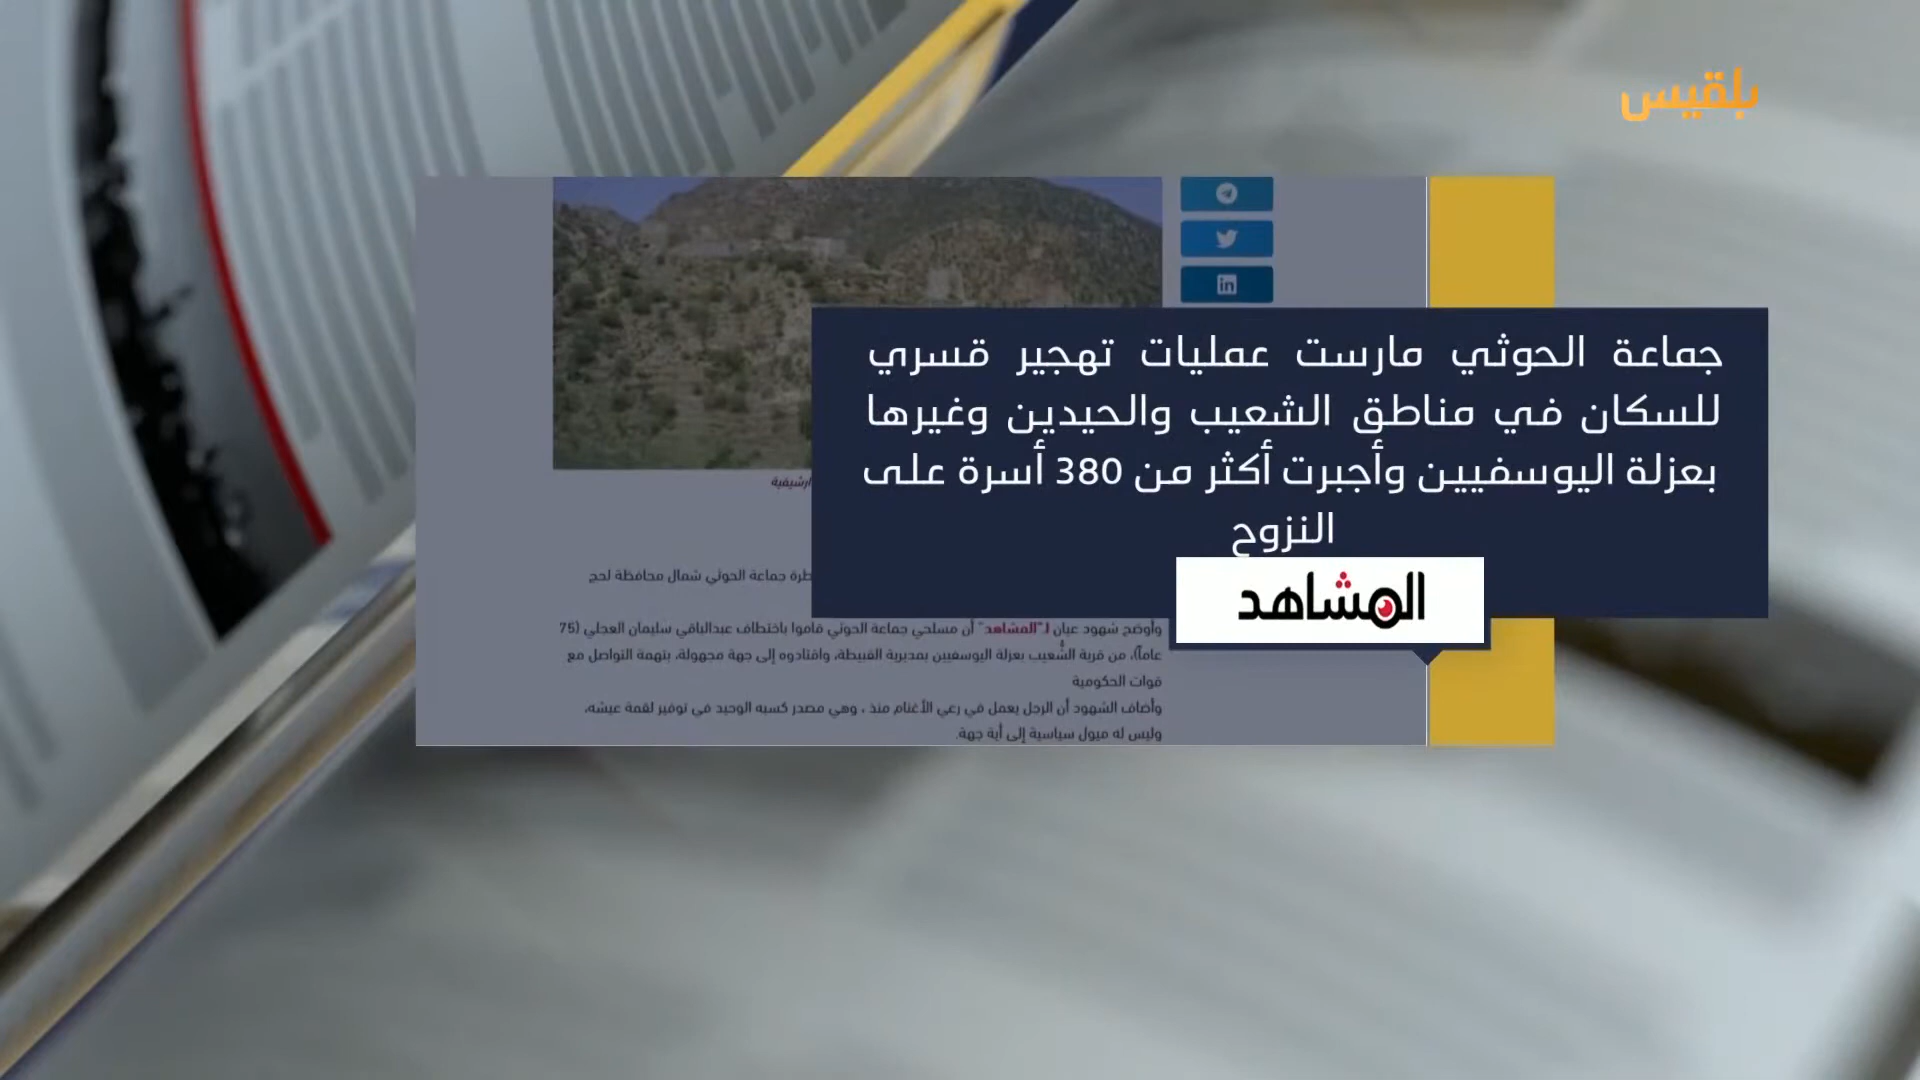 بلقيس
جماعة الحوثي مارست عمليات تهجير قسري
للسكان في مناطق الشعيب والحيدين وغيرها
بعزلة اليوسفيين وأجبرت أكثر من 380 أسرة على
النزوح
المشاهد
ارشيفية
طرة جماعة الحوثي شمال محافظة لحج
وأوضح شهود عيان لـ"المشاهد" أن مسلحي جماعة الحوثي قاموا باختطاف عبدالباقي سليمان العجلي (75
عاماً)، من قرية الشُعيب بعزلة اليوسفيين بمديرية القبيطة، واقتادوه إلى جهة مجهولة، بتهمة التواصل مع
قوات الحكومية
وأضاف الشهود أن الرجل يعمل في رعي الأغنام منذ ، وهي مصدر كسبه الوحيد في توفير لقمة عيشه،
وليس له ميول سياسية إلى أية جهة.